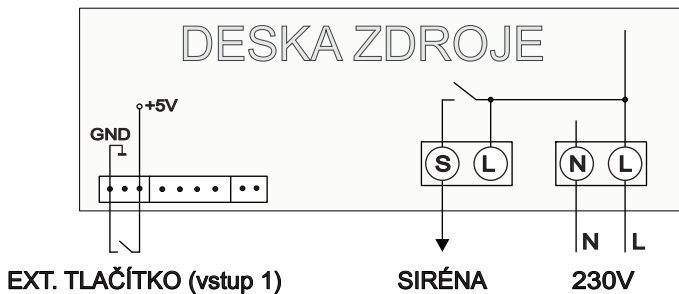 DESKA ZDROJE
+5V
GND
S L N L
N L
EXT. TLAČÍTKO (vstup 1) SIRÉNA 230V